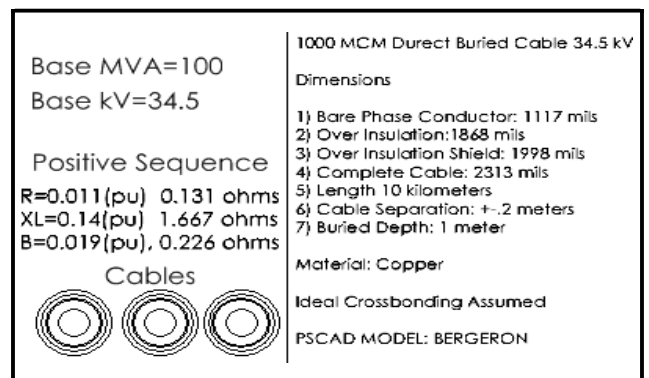 Base MVA=100
Base kV=34.5
Positive Sequence
R=0.011(pu) 0.131 ohms
XL=0.14(pu) 1.667 ohms
B=0.019(pu), 0.226 ohms
Cables
1000 MCM Durect Buried Cable 34.5 kV
Dimensions
1) Bare Phase Conductor: 1117 mils
2) Over Insulation:1868 mils
3) Over Insulation Shield: 1998 mils
4) Complete Cable: 2313 mils
5) Length 10 kilometers
6) Cable Separation: +-.2 meters
7) Buried Depth: 1 meter
Material: Copper
Ideal Crossbonding Assumed
PSCAD MODEL: BERGERON